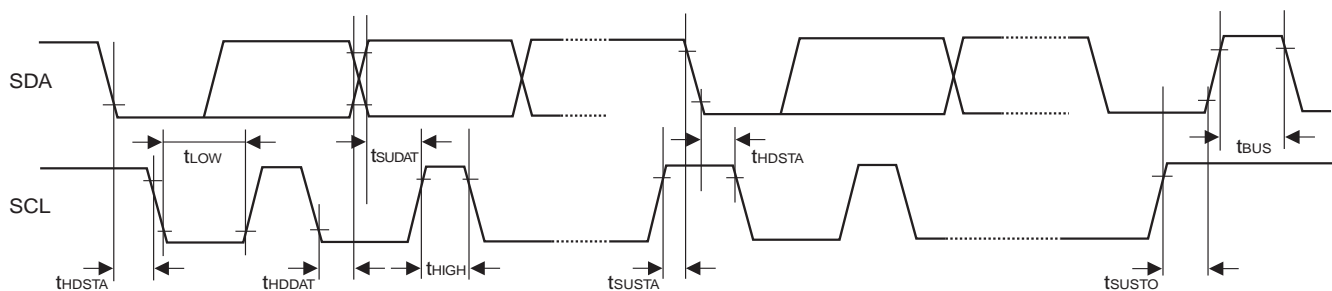 SDA
tLOW
tSUDAT
tHDSTA
tBUS
SCL
tHDSTA
tHDDAT
tHIGH
tSUSTA
tSUSTO